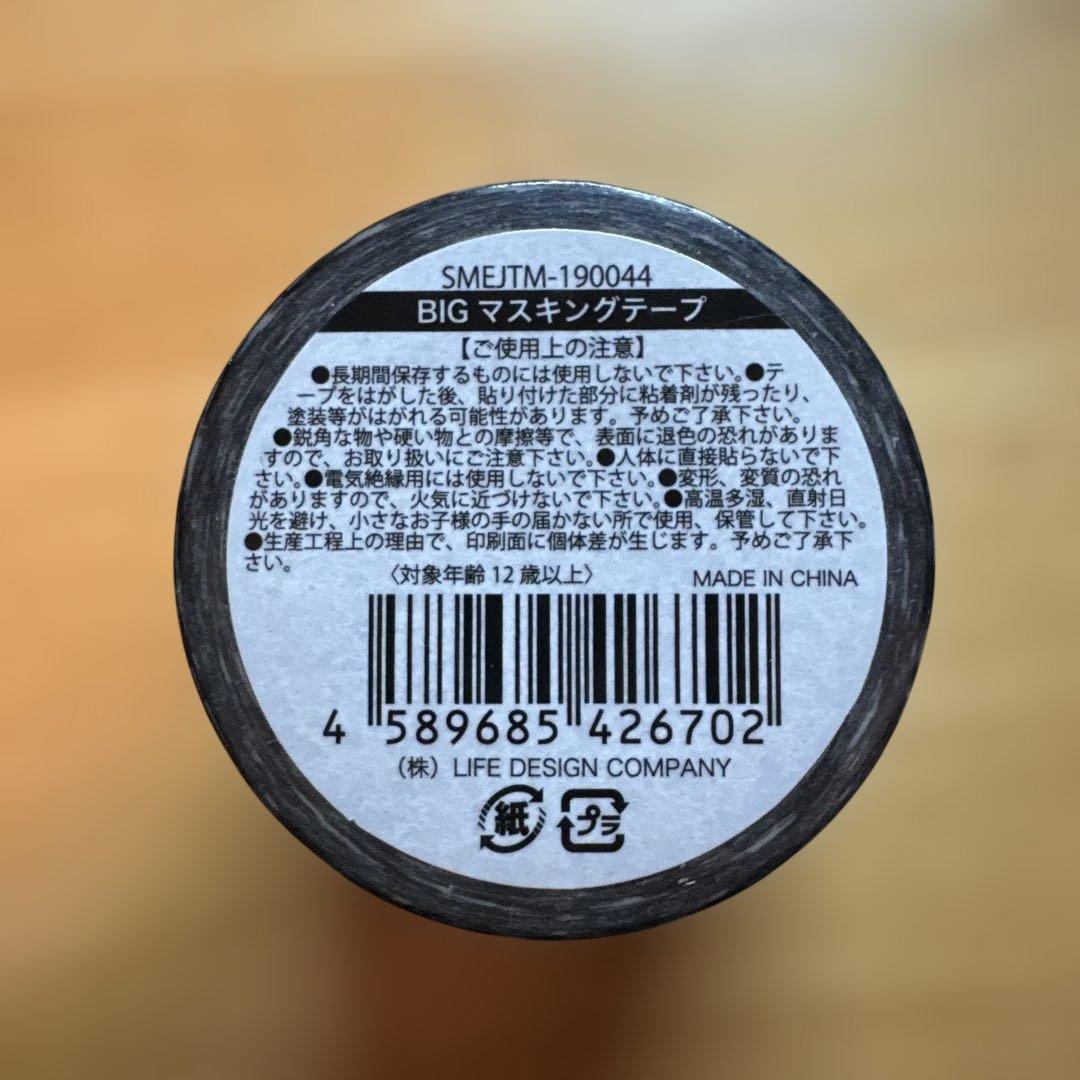 SMEJTM-190044
BIG マスキングテープ
【ご使用上の注意】
●長期間保存するものには使用しないで下さい。●テ
ープをはがした後、貼り付けた部分に粘着剤が残ったり、
塗装等がはがれる可能性があります。予めご了承下さい。
●鋭角な物や硬い物との摩擦等で、表面に退色の恐れがありま
すので、お取り扱いにご注意下さい。●人体に直接貼らないで下
さい。●電気絶縁用には使用しないで下さい。●変形、変質の恐れ
がありますので、火気に近づけないで下さい。●高温多湿、直射日
光を避け、小さなお子様の手の届かない所で使用、保管して下さい。
●生産工程上の理由で、印刷面に個体差が生じます。予めご了承下
さい。
〈対象年齢 12 歳以上〉
MADE IN CHINA
4 589685 426702
（株）LIFE DESIGN COMPANY
紙 プラ